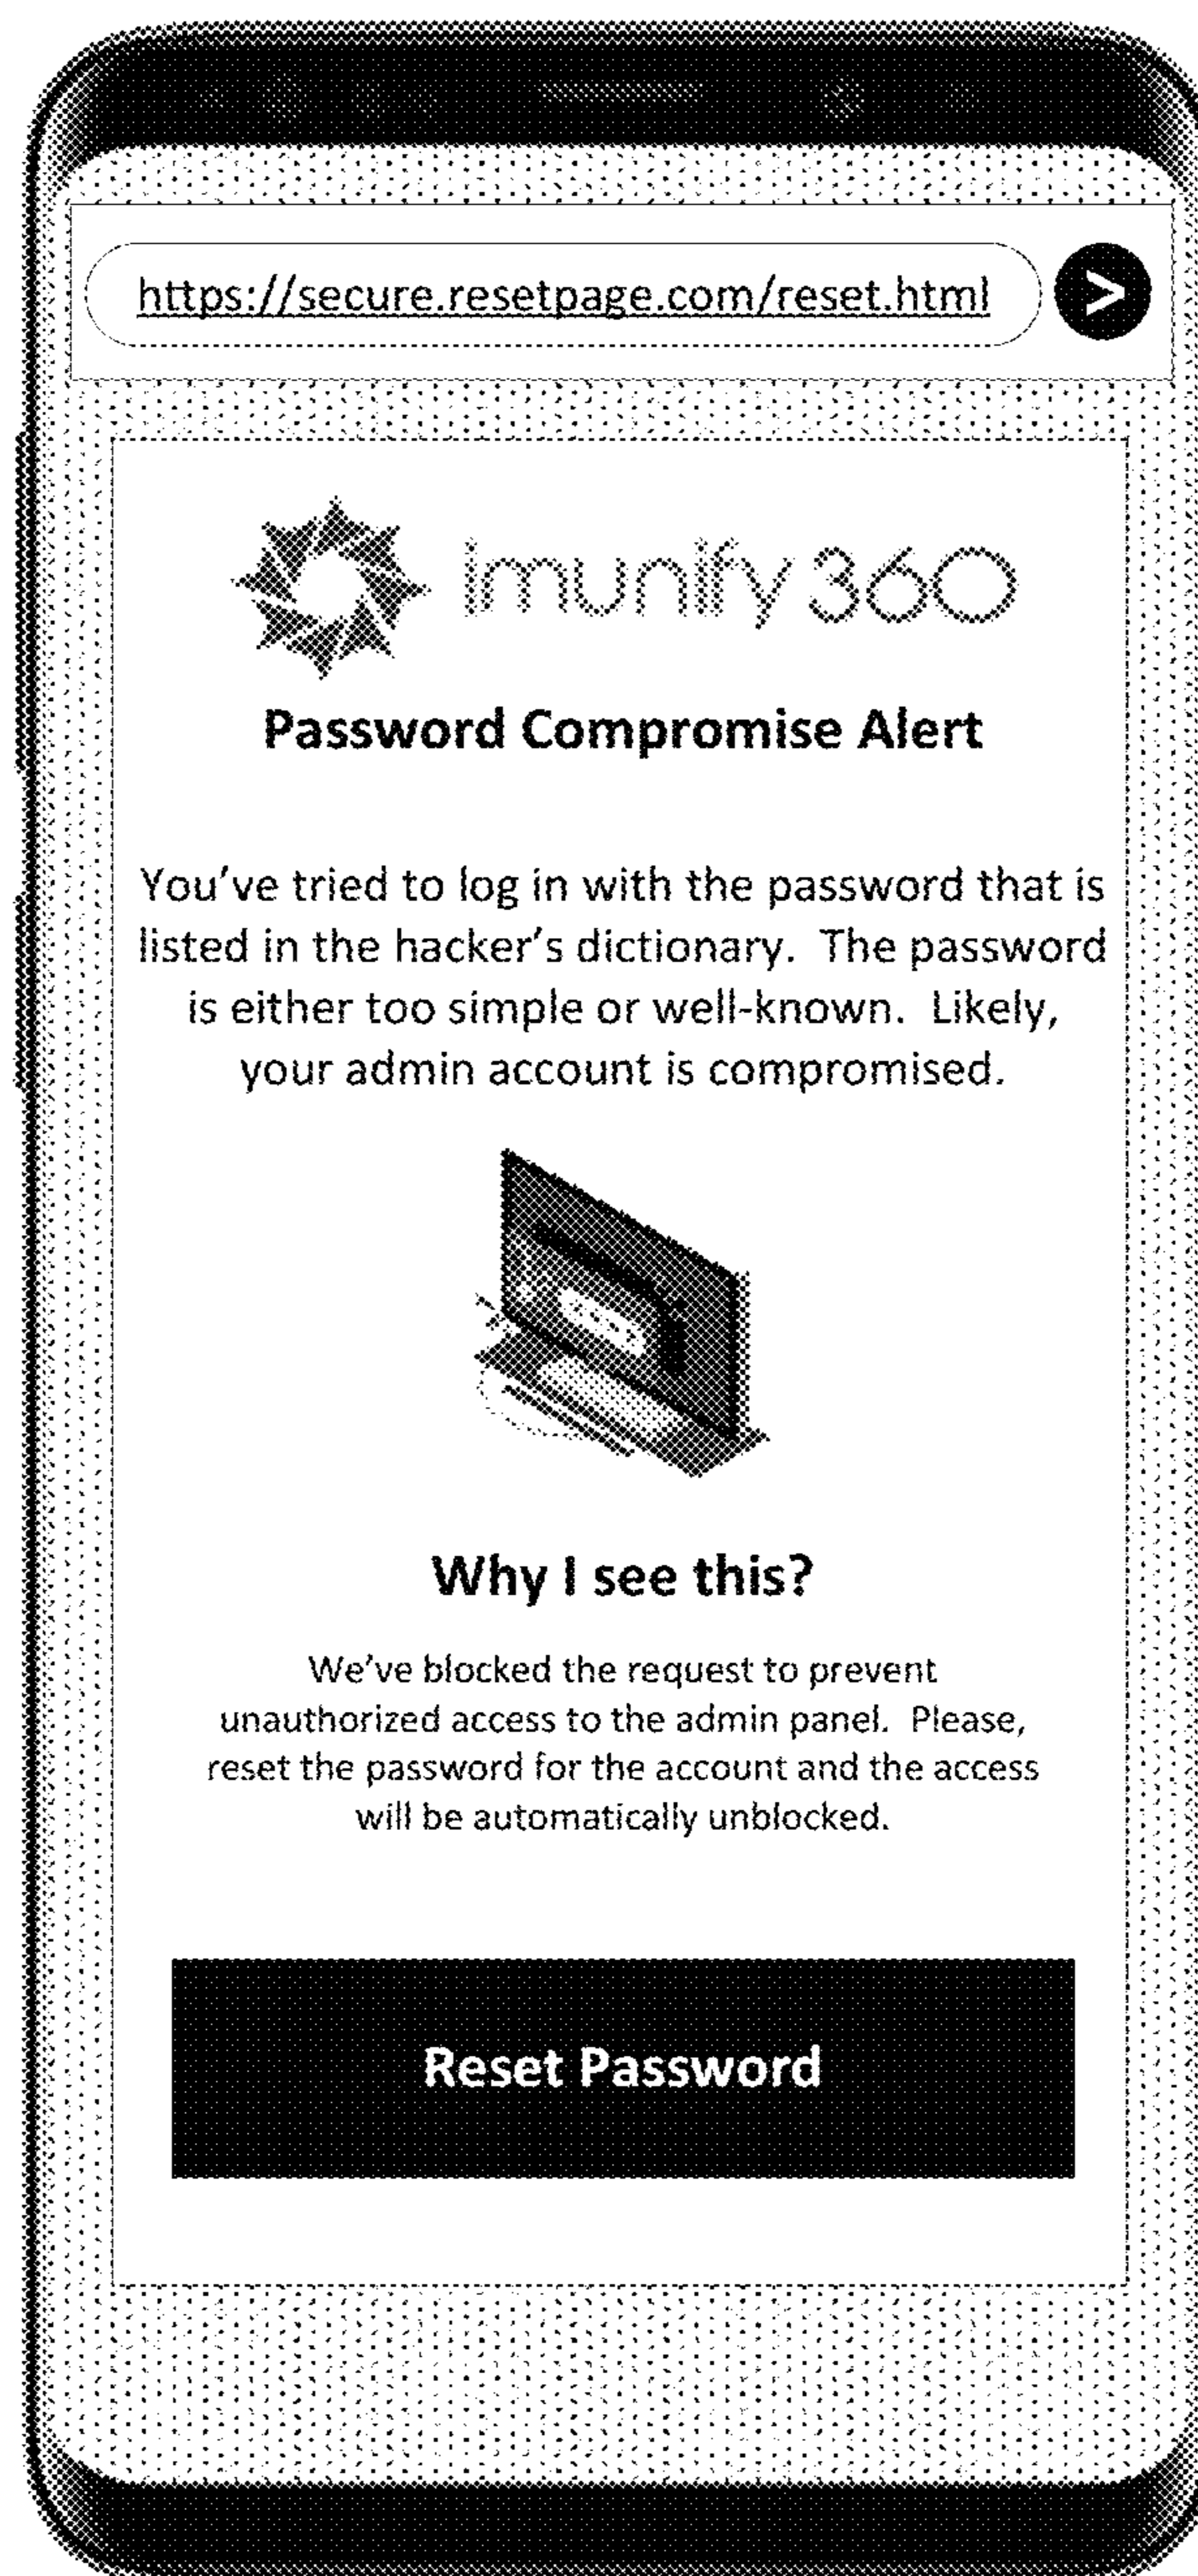 https://secure.resetpage.com/reset.html
>
imunify 360
Password Compromise Alert
You've tried to log in with the password that is
listed in the hacker's dictionary. The password
is either too simple or well-known. Likely,
your admin account is compromised.
Why I see this?
We've blocked the request to prevent
unauthorized access to the admin panel. Please,
reset the password for the account and the access
will be automatically unblocked.
Reset Password